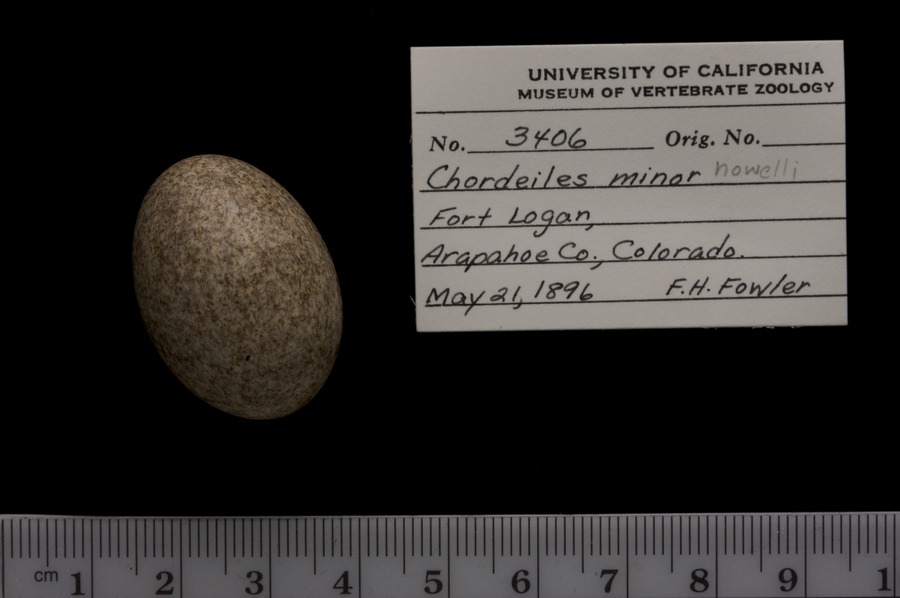 UNIVERSITY OF CALIFORNIA
MUSEUM OF VERTEBRATE ZOOLOGY
No. 3406 Orig. No.
Chordeiles minor howelli
Fort Logan,
Arapahoe Co., Colorado.
May 21, 1896 F.H. Fowler
cm 1 2 3 4 5 6 7 8 9 1